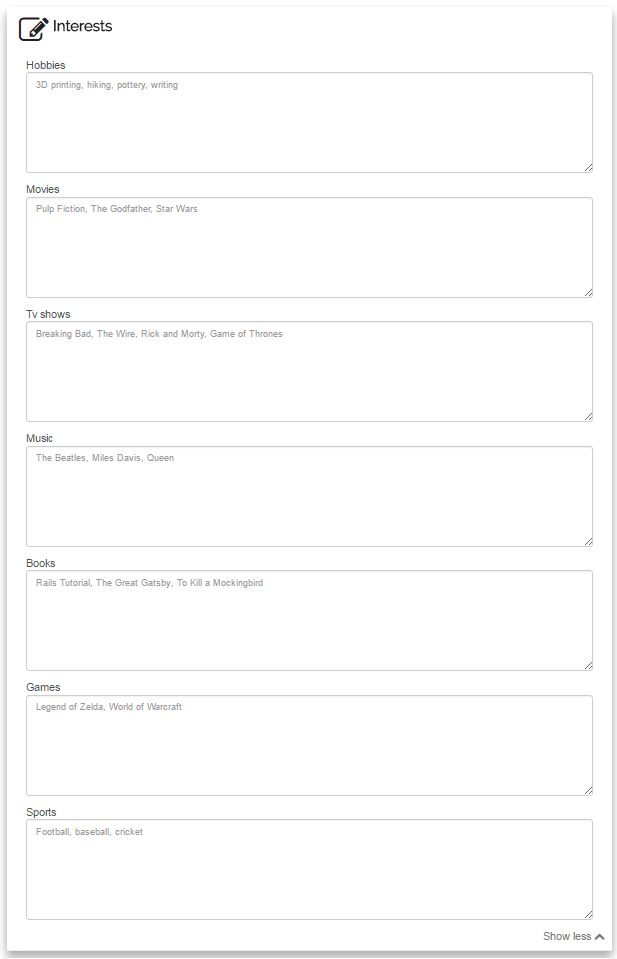 Interests
Hobbies
3D printing, hiking, pottery, writing
Movies
Pulp Fiction, The Godfather, Star Wars
Tv shows
Breaking Bad, The Wire, Rick and Morty, Game of Thrones
Music
The Beatles, Miles Davis, Queen
Books
Rails Tutorial, The Great Gatsby, To Kill a Mockingbird
Games
Legend of Zelda, World of Warcraft
Sports
Football, baseball, cricket
Show less